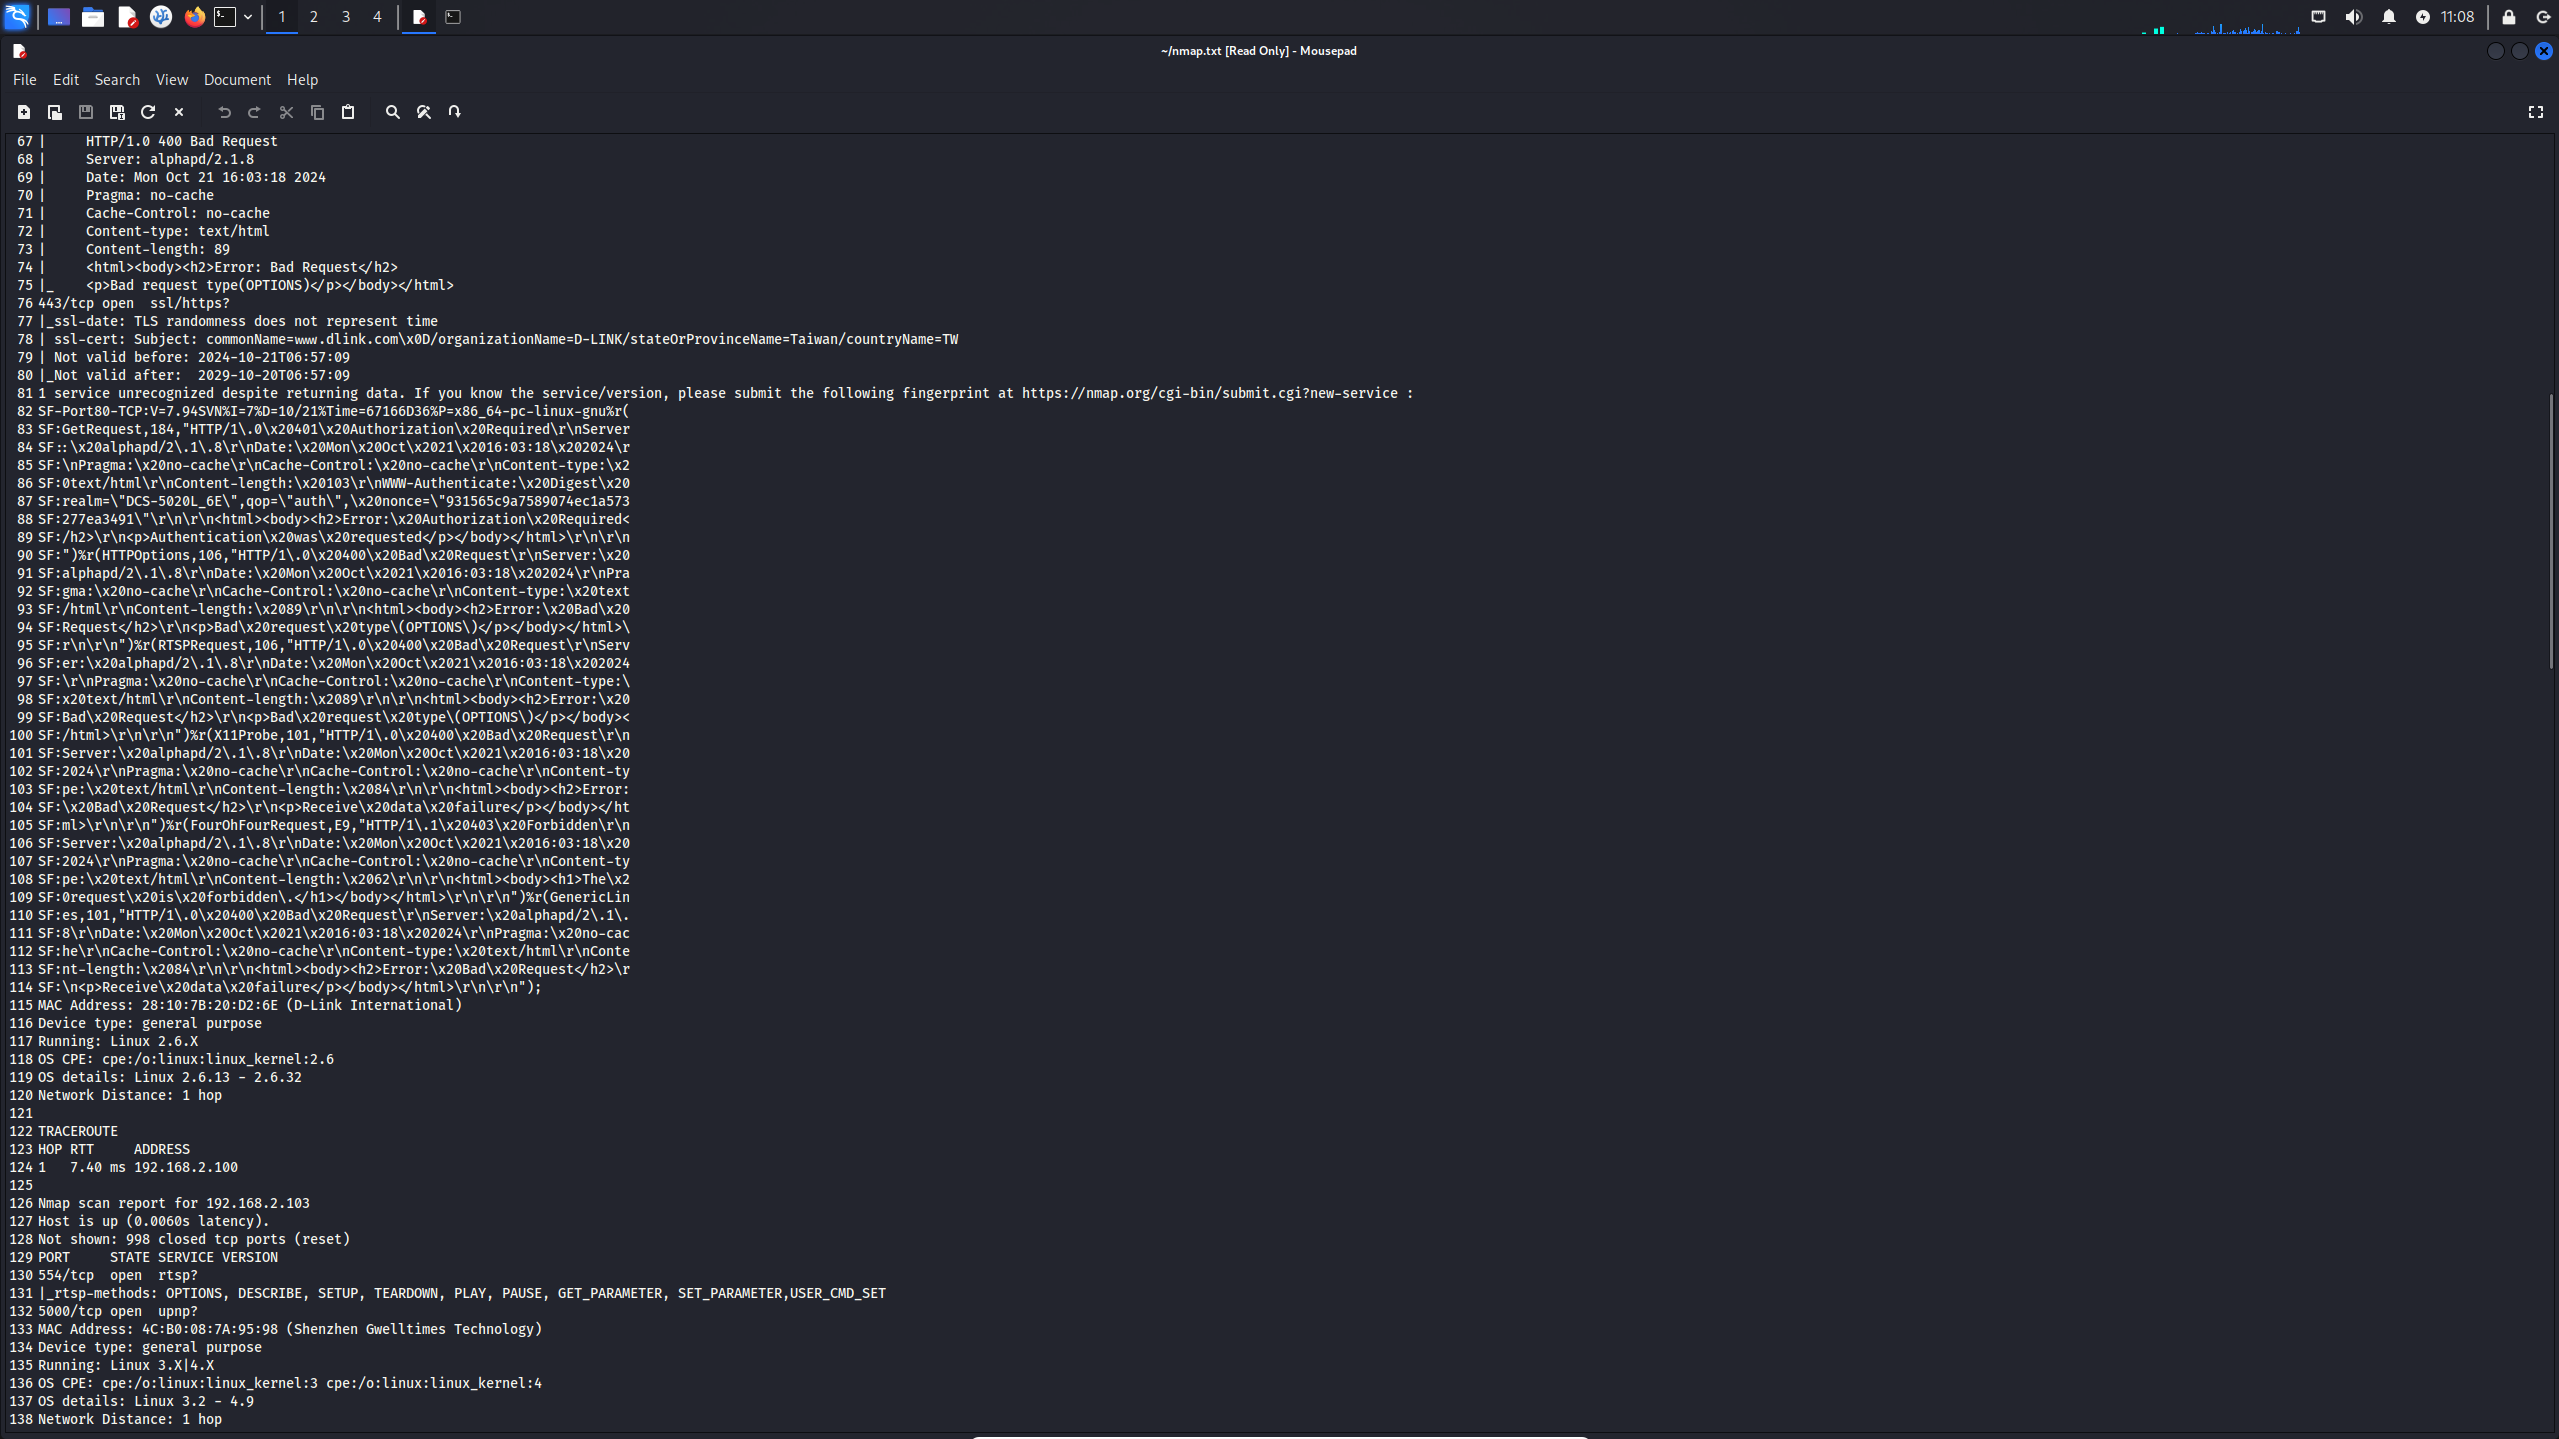 1 2 3 4 11:08
~/nmap.txt [Read Only] - Mousepad
File Edit Search View Document Help
67 |     HTTP/1.0 400 Bad Request
68 |     Server: alphapd/2.1.8
69 |     Date: Mon Oct 21 16:03:18 2024
70 |     Pragma: no-cache
71 |     Cache-Control: no-cache
72 |     Content-type: text/html
73 |     Content-length: 89
74 |     <html><body><h2>Error: Bad Request</h2>
75 |_    <p>Bad request type(OPTIONS)</p></body></html>
76 443/tcp open  ssl/https?
77 |_ssl-date: TLS randomness does not represent time
78 | ssl-cert: Subject: commonName=www.dlink.com\x0D/organizationName=D-LINK/stateOrProvinceName=Taiwan/countryName=TW
79 | Not valid before: 2024-10-21T06:57:09
80 |_Not valid after:  2029-10-20T06:57:09
81 1 service unrecognized despite returning data. If you know the service/version, please submit the following fingerprint at https://nmap.org/cgi-bin/submit.cgi?new-service :
82 SF-Port80-TCP:V=7.94SVN%I=7%D=10/21%Time=67166D36%P=x86_64-pc-linux-gnu%r(
83 SF:GetRequest,184,"HTTP/1\.0\x20401\x20Authorization\x20Required\r\nServer
84 SF::\x20alphapd/2\.1\.8\r\nDate:\x20Mon\x20Oct\x2021\x2016:03:18\x202024\r
85 SF:\nPragma:\x20no-cache\r\nCache-Control:\x20no-cache\r\nContent-type:\x2
86 SF:0text/html\r\nContent-length:\x20103\r\nWWW-Authenticate:\x20Digest\x20
87 SF:realm=\"DCS-5020L_6E\",qop=\"auth\",\x20nonce=\"931565c9a7589074ec1a573
88 SF:277ea3491\"\r\n\r\n<html><body><h2>Error:\x20Authorization\x20Required<
89 SF:/h2>\r\n<p>Authentication\x20was\x20requested</p></body></html>\r\n\r\n
90 SF:")%r(HTTPOptions,106,"HTTP/1\.0\x20400\x20Bad\x20Request\r\nServer:\x20
91 SF:alphapd/2\.1\.8\r\nDate:\x20Mon\x20Oct\x2021\x2016:03:18\x202024\r\nPra
92 SF:gma:\x20no-cache\r\nCache-Control:\x20no-cache\r\nContent-type:\x20text
93 SF:/html\r\nContent-length:\x2089\r\n\r\n<html><body><h2>Error:\x20Bad\x20
94 SF:Request</h2>\r\n<p>Bad\x20request\x20type\(OPTIONS\)</p></body></html>\
95 SF:r\n\r\n")%r(RTSPRequest,106,"HTTP/1\.0\x20400\x20Bad\x20Request\r\nServ
96 SF:er:\x20alphapd/2\.1\.8\r\nDate:\x20Mon\x20Oct\x2021\x2016:03:18\x202024
97 SF:\r\nPragma:\x20no-cache\r\nCache-Control:\x20no-cache\r\nContent-type:\
98 SF:x20text/html\r\nContent-length:\x2089\r\n\r\n<html><body><h2>Error:\x20
99 SF:Bad\x20Request</h2>\r\n<p>Bad\x20request\x20type\(OPTIONS\)</p></body><
100 SF:/html>\r\n\r\n")%r(X11Probe,101,"HTTP/1\.0\x20400\x20Bad\x20Request\r\n
101 SF:Server:\x20alphapd/2\.1\.8\r\nDate:\x20Mon\x20Oct\x2021\x2016:03:18\x20
102 SF:2024\r\nPragma:\x20no-cache\r\nCache-Control:\x20no-cache\r\nContent-ty
103 SF:pe:\x20text/html\r\nContent-length:\x2084\r\n\r\n<html><body><h2>Error:
104 SF:\x20Bad\x20Request</h2>\r\n<p>Receive\x20data\x20failure</p></body></ht
105 SF:ml>\r\n\r\n")%r(FourOhFourRequest,E9,"HTTP/1\.1\x20403\x20Forbidden\r\n
106 SF:Server:\x20alphapd/2\.1\.8\r\nDate:\x20Mon\x20Oct\x2021\x2016:03:18\x20
107 SF:2024\r\nPragma:\x20no-cache\r\nCache-Control:\x20no-cache\r\nContent-ty
108 SF:pe:\x20text/html\r\nContent-length:\x2062\r\n\r\n<html><body><h1>The\x2
109 SF:0request\x20is\x20forbidden\.</h1></body></html>\r\n\r\n")%r(GenericLin
110 SF:es,101,"HTTP/1\.0\x20400\x20Bad\x20Request\r\nServer:\x20alphapd/2\.1\.
111 SF:8\r\nDate:\x20Mon\x20Oct\x2021\x2016:03:18\x202024\r\nPragma:\x20no-cac
112 SF:he\r\nCache-Control:\x20no-cache\r\nContent-type:\x20text/html\r\nConte
113 SF:nt-length:\x2084\r\n\r\n<html><body><h2>Error:\x20Bad\x20Request</h2>\r
114 SF:\n<p>Receive\x20data\x20failure</p></body></html>\r\n\r\n");
115 MAC Address: 28:10:7B:20:D2:6E (D-Link International)
116 Device type: general purpose
117 Running: Linux 2.6.X
118 OS CPE: cpe:/o:linux:linux_kernel:2.6
119 OS details: Linux 2.6.13 - 2.6.32
120 Network Distance: 1 hop
121
122 TRACEROUTE
123 HOP RTT     ADDRESS
124 1   7.40 ms 192.168.2.100
125
126 Nmap scan report for 192.168.2.103
127 Host is up (0.0060s latency).
128 Not shown: 998 closed tcp ports (reset)
129 PORT     STATE SERVICE VERSION
130 554/tcp  open  rtsp?
131 |_rtsp-methods: OPTIONS, DESCRIBE, SETUP, TEARDOWN, PLAY, PAUSE, GET_PARAMETER, SET_PARAMETER,USER_CMD_SET
132 5000/tcp open  upnp?
133 MAC Address: 4C:B0:08:7A:95:98 (Shenzhen Gwelltimes Technology)
134 Device type: general purpose
135 Running: Linux 3.X|4.X
136 OS CPE: cpe:/o:linux:linux_kernel:3 cpe:/o:linux:linux_kernel:4
137 OS details: Linux 3.2 - 4.9
138 Network Distance: 1 hop